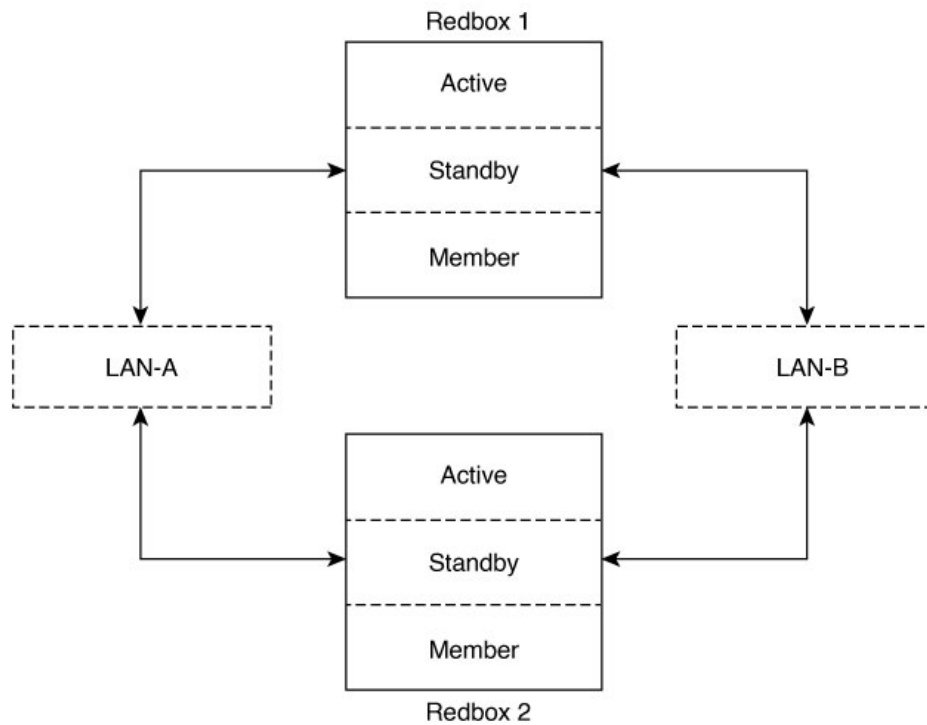 Redbox 1
Active
Standby
Member
LAN-A
LAN-B
Active
Standby
Member
Redbox 2